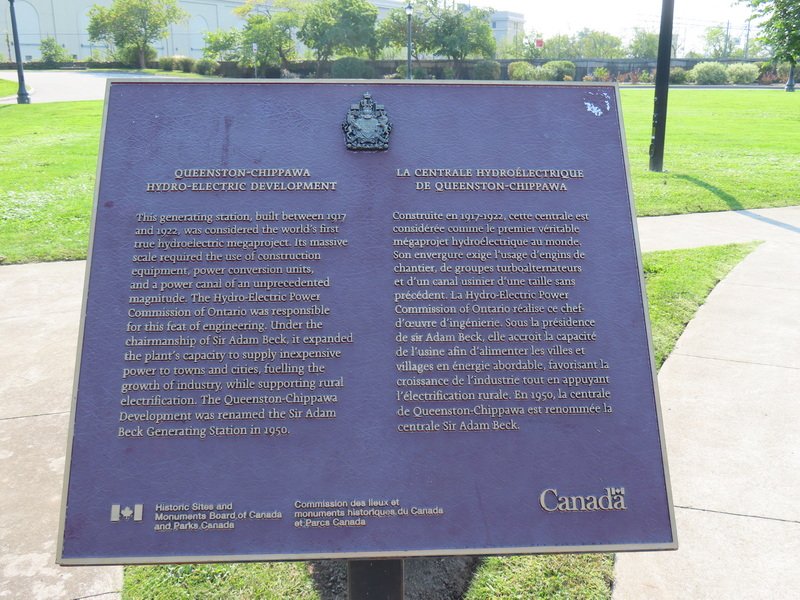 QUEENSTON-CHIPPAWA
HYDRO-ELECTRIC DEVELOPMENT
This generating station, built between 1917
and 1922, was considered the world's first
true hydroelectric megaproject. Its massive
scale required the use of construction
equipment, power conversion units,
and a power canal of an unprecedented
magnitude. The Hydro-Electric Power
Commission of Ontario was responsible
for this feat of engineering. Under the
chairmanship of Sir Adam Beck, it expanded
the plant's capacity to supply inexpensive
power to towns and cities, fuelling the
growth of industry, while supporting rural
electrification. The Queenston-Chippawa
Development was renamed the Sir Adam
Beck Generating Station in 1950.
LA CENTRALE HYDROÉLECTRIQUE
DE QUEENSTON-CHIPPAWA
Construite en 1917-1922, cette centrale est
considérée comme le premier véritable
mégaprojet hydroélectrique au monde.
Son envergure exige l'usage d'engins de
chantier, de groupes turboalternateurs
et d'un canal usinier d'une taille sans
précédent. La Hydro-Electric Power
Commission of Ontario réalise ce chef-
d'œuvre d'ingénierie. Sous la présidence
de sir Adam Beck, elle accroit la capacité
de l'usine afin d'alimenter les villes et
villages en énergie abordable, favorisant la
croissance de l'industrie tout en appuyant
l'électrification rurale. En 1950, la centrale
de Queenston-Chippawa est renommée la
centrale Sir Adam Beck.
Historic Sites and
Monuments Board of Canada
and Parks Canada
Commission des lieux et
monuments historiques du Canada
et Parcs Canada
Canada